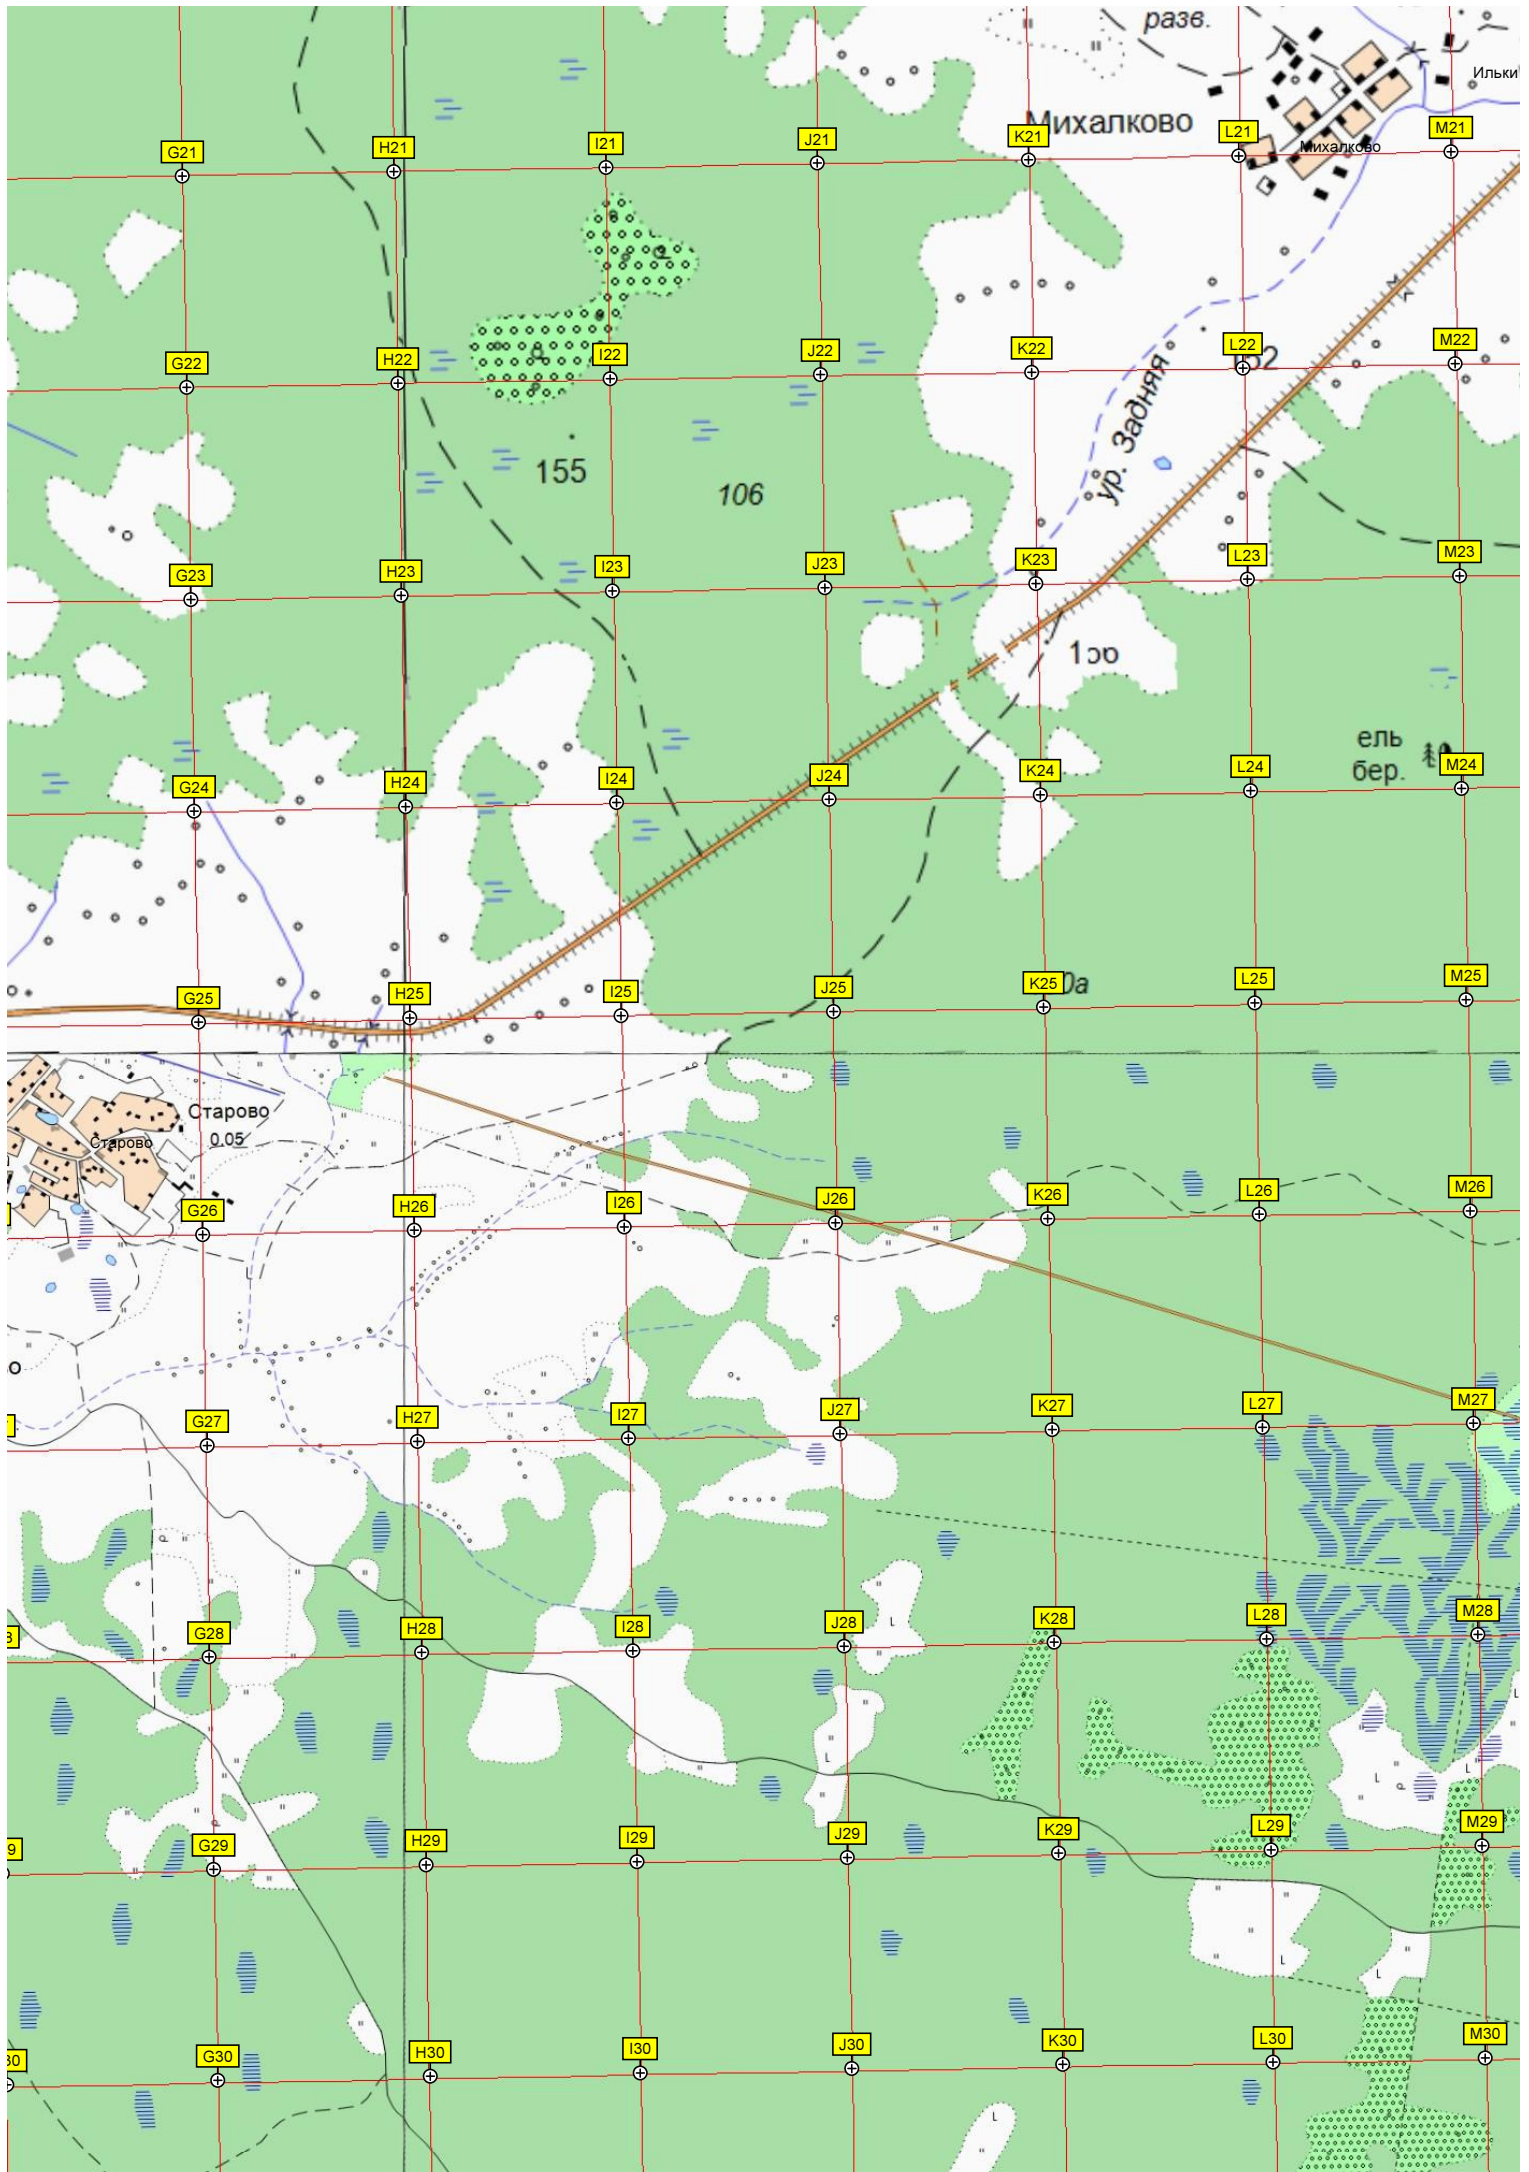 разв.
Ильки
Михалково
Михалково
G21 H21 I21 J21 K21 L21 M21
G22 H22 I22 J22 K22 L22 M22
ур. Задняя
155
106
G23 H23 I23 J23 K23 L23 M23
ель
бер.
G24 H24 I24 J24 K24 L24 M24
G25 H25 I25 J25 K25 L25 M25
Старово
0.05
Старово
G26 H26 I26 J26 K26 L26 M26
G27 H27 I27 J27 K27 L27 M27
G28 H28 I28 J28 K28 L28 M28
G29 H29 I29 J29 K29 L29 M29
G30 H30 I30 J30 K30 L30 M30